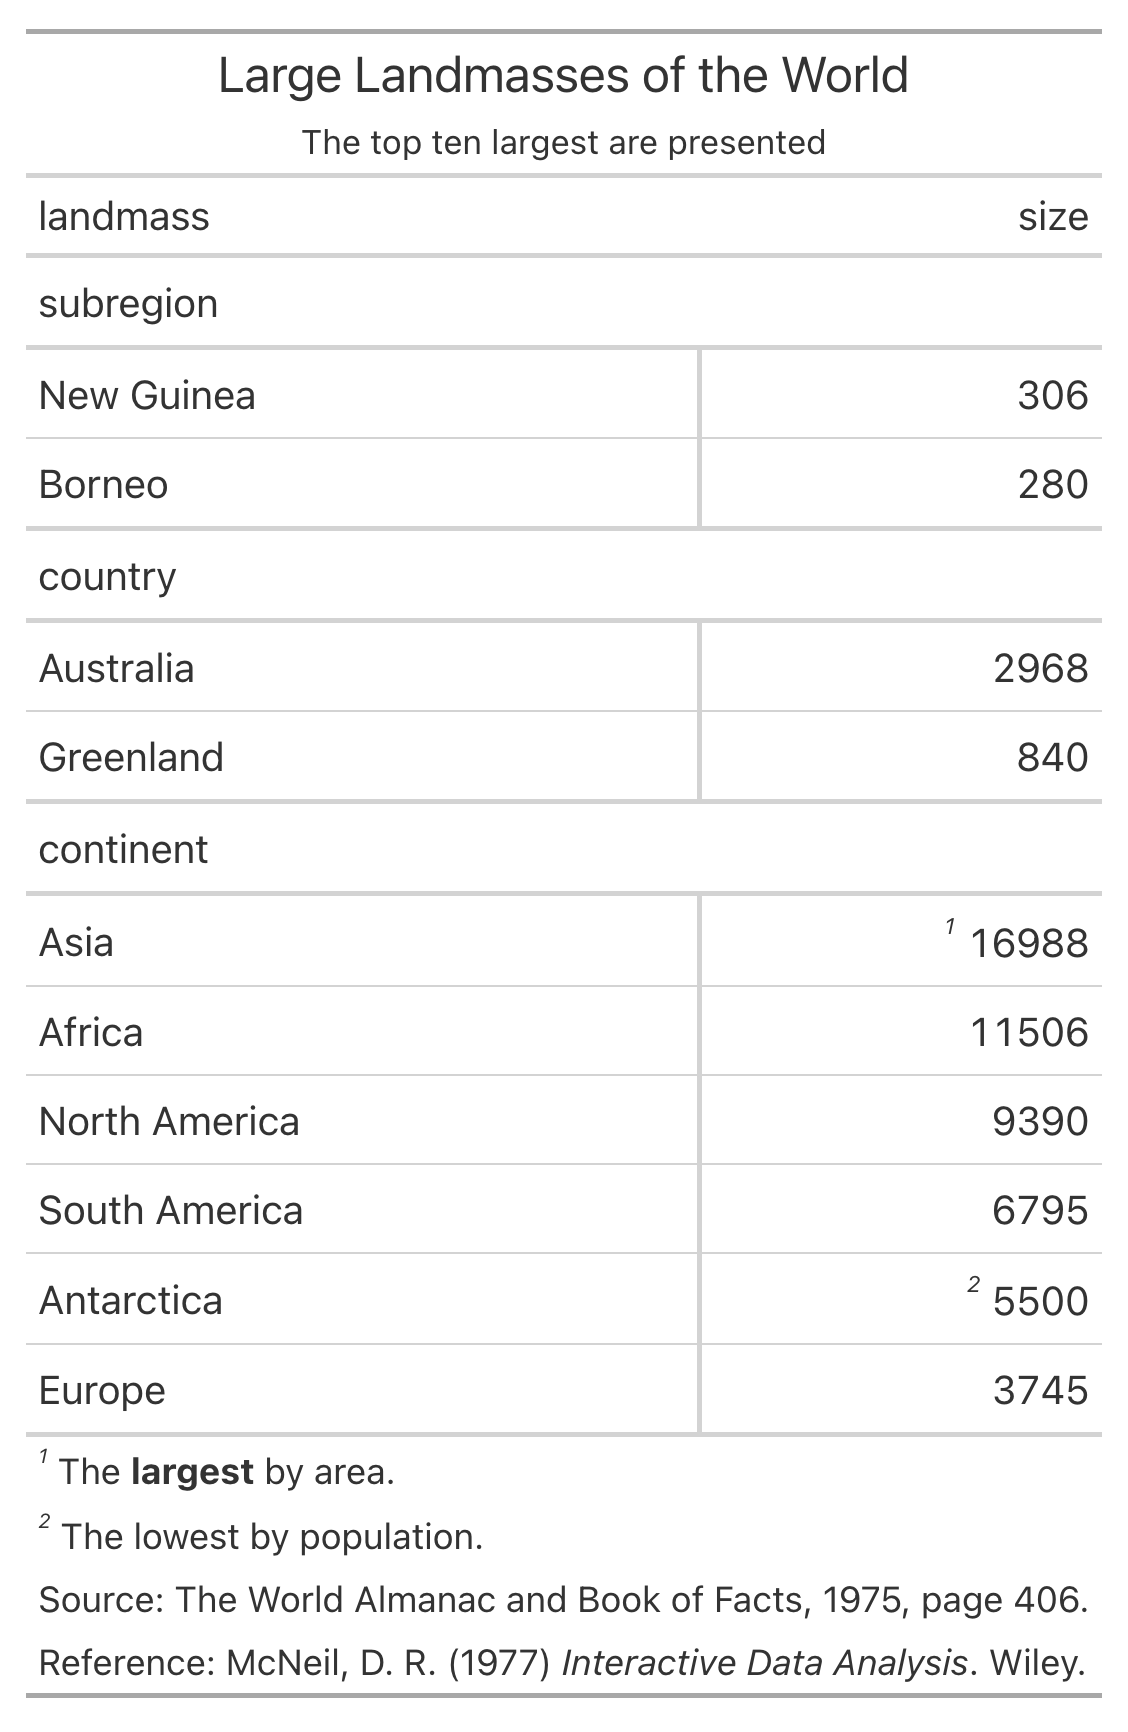 Large Landmasses of the World
The top ten largest are presented
landmass size
subregion
New Guinea 306
Borneo 280
country
Australia 2968
Greenland 840
continent
Asia 1 16988
Africa 11506
North America 9390
South America 6795
Antarctica 2 5500
Europe 3745
1 The largest by area.
2 The lowest by population.
Source: The World Almanac and Book of Facts, 1975, page 406.
Reference: McNeil, D. R. (1977) Interactive Data Analysis. Wiley.